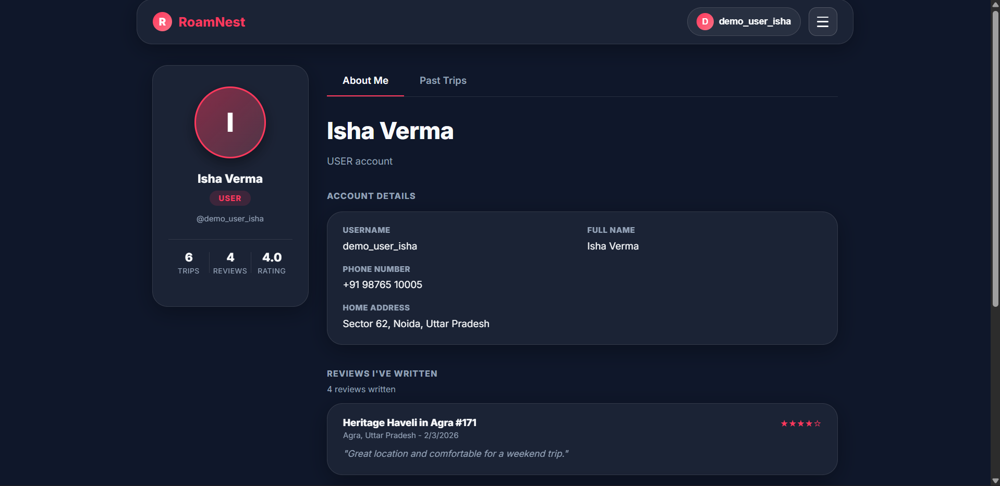 R RoamNest
D demo_user_isha
I
Isha Verma
USER
@demo_user_isha
6 4 4.0
TRIPS REVIEWS RATING
About Me Past Trips
Isha Verma
USER account
ACCOUNT DETAILS
USERNAME FULL NAME
demo_user_isha Isha Verma
PHONE NUMBER
+91 98765 10005
HOME ADDRESS
Sector 62, Noida, Uttar Pradesh
REVIEWS I'VE WRITTEN
4 reviews written
Heritage Haveli in Agra #171 ★★★★☆
Agra, Uttar Pradesh - 2/3/2026
"Great location and comfortable for a weekend trip."